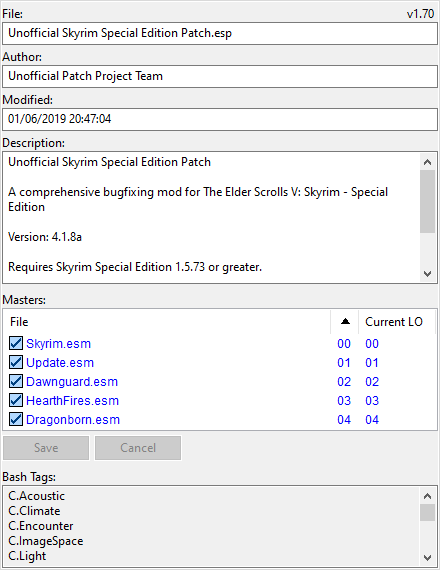 File: v1.70
Unofficial Skyrim Special Edition Patch.esp
Author:
Unofficial Patch Project Team
Modified:
01/06/2019 20:47:04
Description:
Unofficial Skyrim Special Edition Patch
A comprehensive bugfixing mod for The Elder Scrolls V: Skyrim - Special
Edition
Version: 4.1.8a
Requires Skyrim Special Edition 1.5.73 or greater.
Masters:
File Current LO
Skyrim.esm 00 00
Update.esm 01 01
Dawnguard.esm 02 02
HearthFires.esm 03 03
Dragonborn.esm 04 04
Save Cancel
Bash Tags:
C.Acoustic
C.Climate
C.Encounter
C.ImageSpace
C.Light